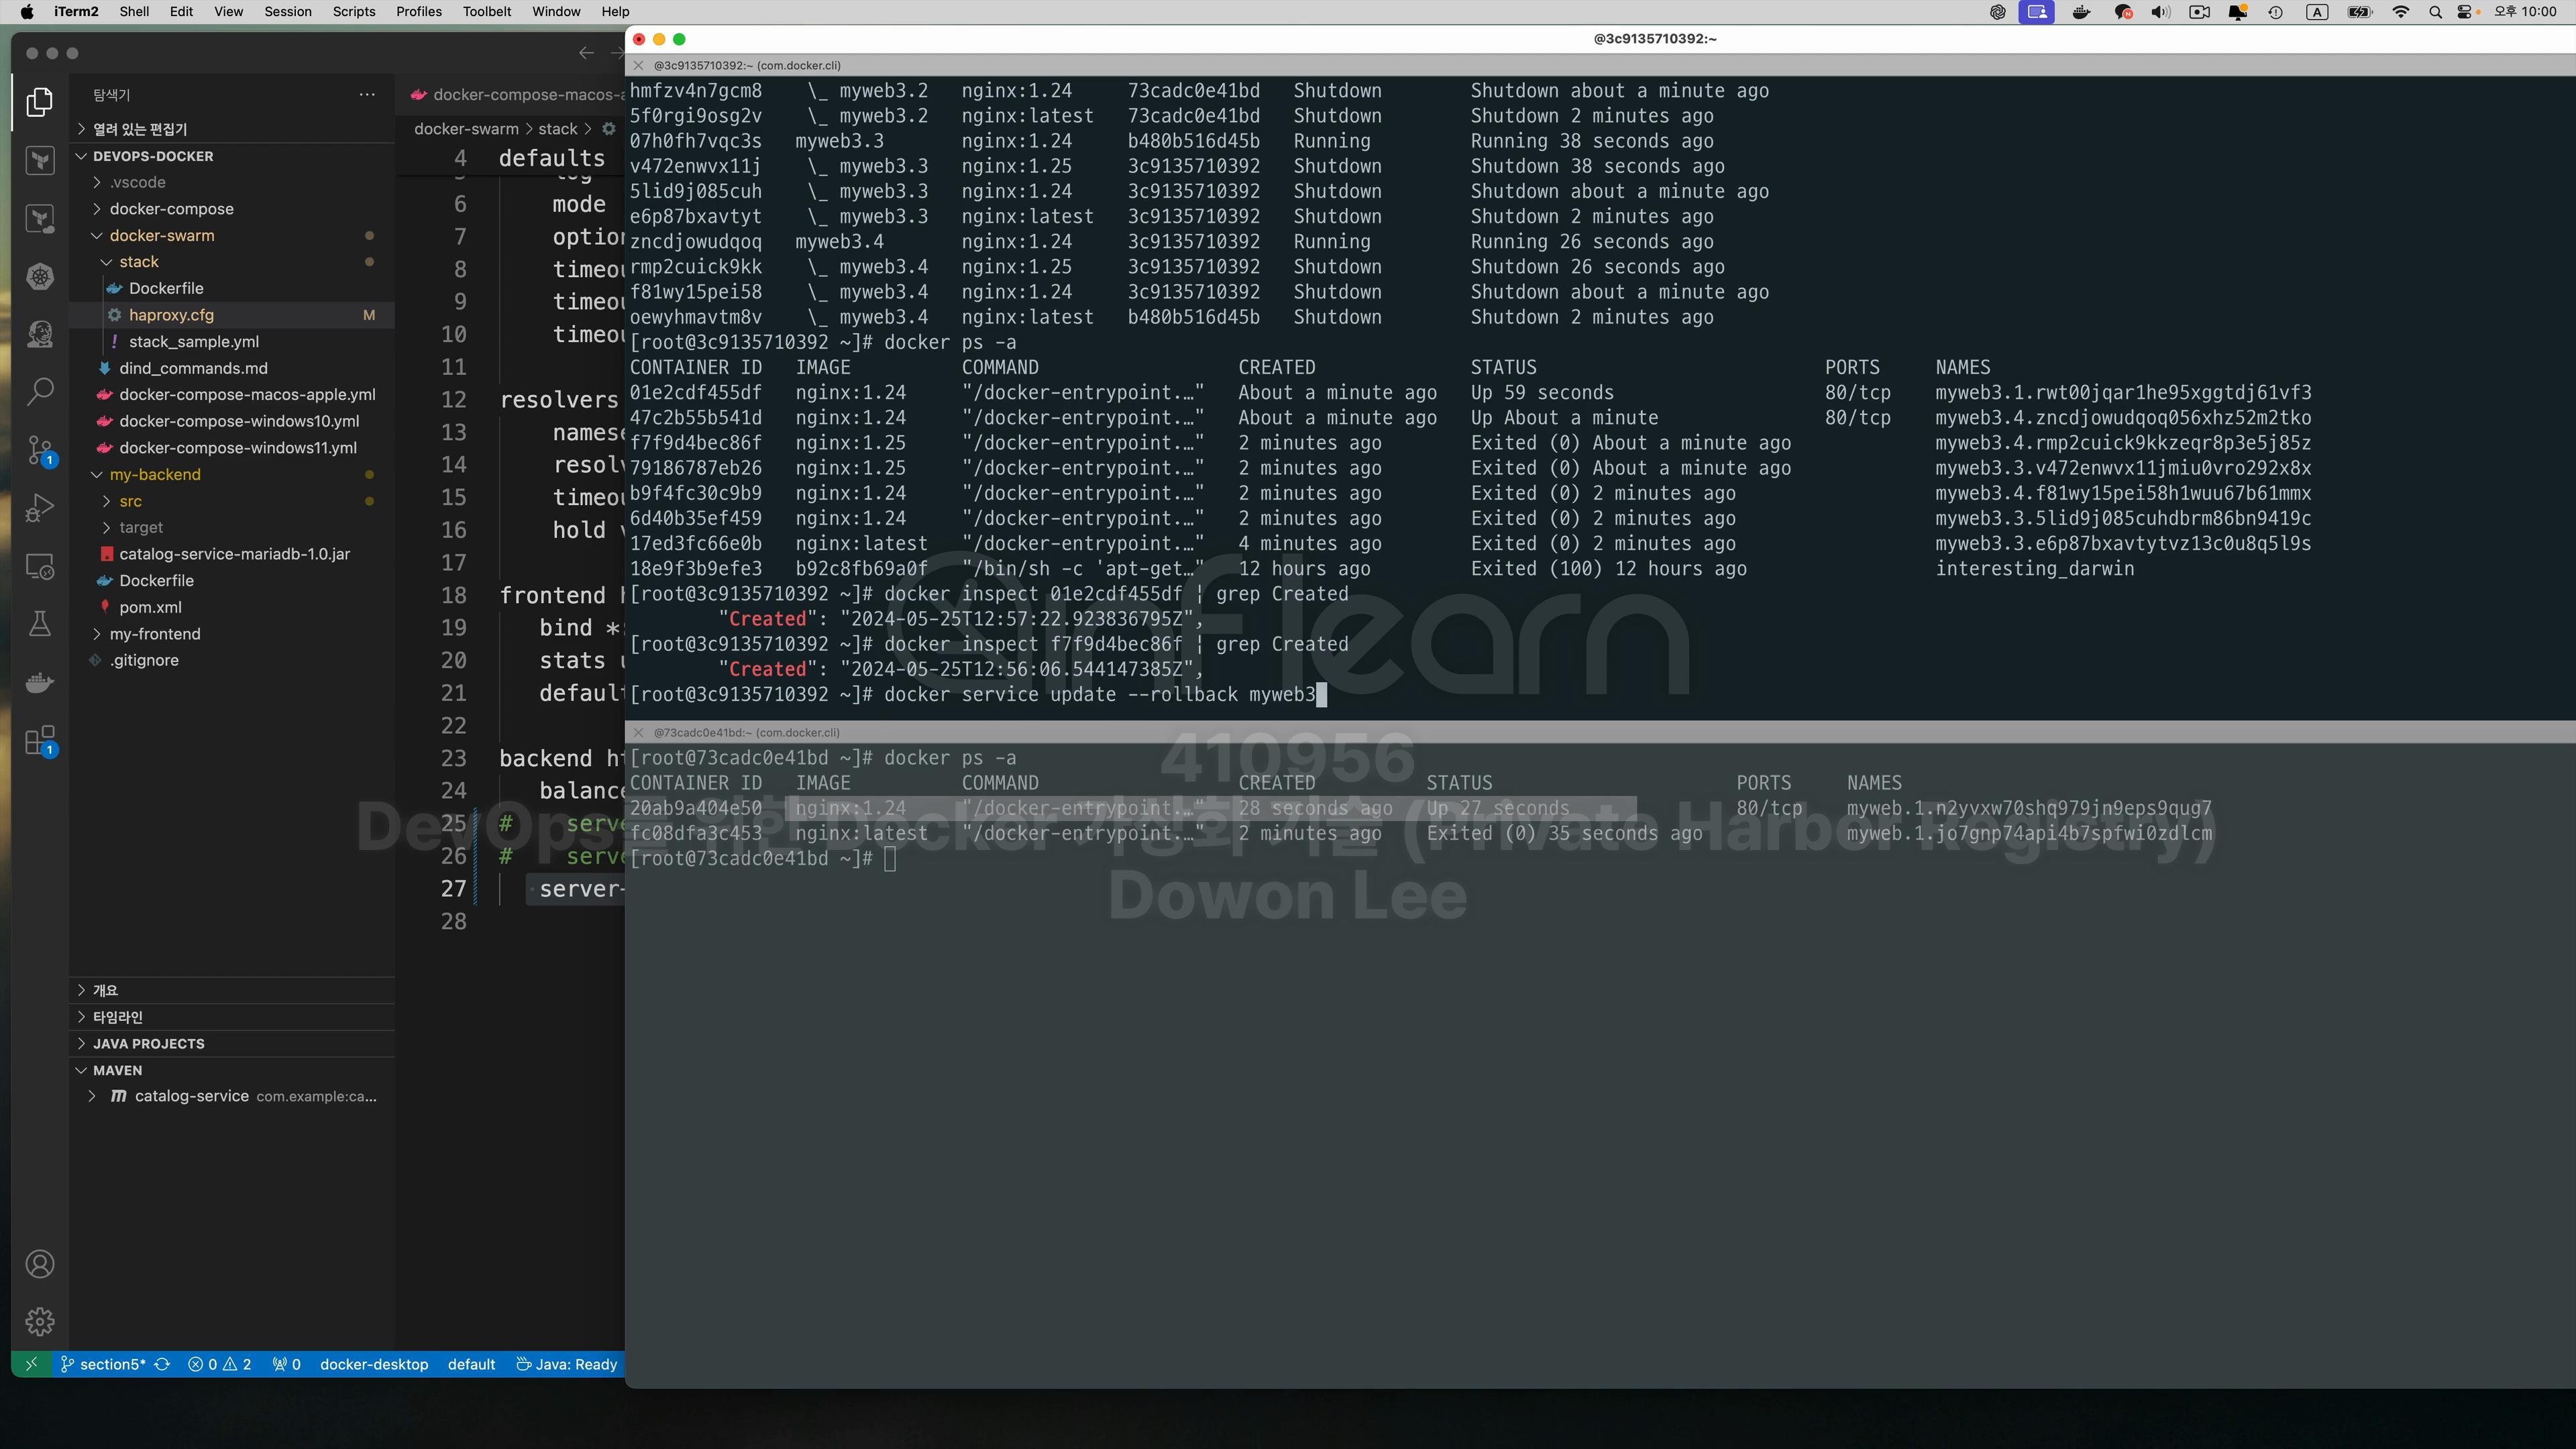 iTerm2 Shell Edit View Session Scripts Profiles Toolbelt Window Help
A 오후 10:00
@3c9135710392:~
@3c9135710392:~ (com.docker.cli)
hmfzv4n7gcm8 \_ myweb3.2 nginx:1.24 73cadc0e41bd Shutdown Shutdown about a minute ago
5f0rgi9osg2v \_ myweb3.2 nginx:latest 73cadc0e41bd Shutdown Shutdown 2 minutes ago
07h0fh7vqc3s myweb3.3 nginx:1.24 b480b516d45b Running Running 38 seconds ago
v472enwvx11j \_ myweb3.3 nginx:1.25 3c9135710392 Shutdown Shutdown 38 seconds ago
5lid9j085cuh \_ myweb3.3 nginx:1.24 3c9135710392 Shutdown Shutdown about a minute ago
e6p87bxavtyt \_ myweb3.3 nginx:latest 3c9135710392 Shutdown Shutdown 2 minutes ago
zncdjowudqoq myweb3.4 nginx:1.24 3c9135710392 Running Running 26 seconds ago
rmp2cuick9kk \_ myweb3.4 nginx:1.25 3c9135710392 Shutdown Shutdown 26 seconds ago
f81wy15pei58 \_ myweb3.4 nginx:1.24 3c9135710392 Shutdown Shutdown about a minute ago
oewyhmavtm8v \_ myweb3.4 nginx:latest b480b516d45b Shutdown Shutdown 2 minutes ago
[root@3c9135710392 ~]# docker ps -a
CONTAINER ID IMAGE COMMAND CREATED STATUS PORTS NAMES
01e2cdf455df nginx:1.24 "/docker-entrypoint.…" About a minute ago Up 59 seconds 80/tcp myweb3.1.rwt00jqar1he95xggtdj61vf3
47c2b55b541d nginx:1.24 "/docker-entrypoint.…" About a minute ago Up About a minute 80/tcp myweb3.4.zncdjowudqoq056xhz52m2tko
f7f9d4bec86f nginx:1.25 "/docker-entrypoint.…" 2 minutes ago Exited (0) About a minute ago myweb3.4.rmp2cuick9kkzeqr8p3e5j85z
79186787eb26 nginx:1.25 "/docker-entrypoint.…" 2 minutes ago Exited (0) About a minute ago myweb3.3.v472enwvx11jmiu0vro292x8x
b9f4fc30c9b9 nginx:1.24 "/docker-entrypoint.…" 2 minutes ago Exited (0) 2 minutes ago myweb3.4.f81wy15pei58h1wuu67b61mmx
6d40b35ef459 nginx:1.24 "/docker-entrypoint.…" 2 minutes ago Exited (0) 2 minutes ago myweb3.3.5lid9j085cuhdbrm86bn9419c
17ed3fc66e0b nginx:latest "/docker-entrypoint.…" 4 minutes ago Exited (0) 2 minutes ago myweb3.3.e6p87bxavtytvz13c0u8q5l9s
18e9f3b9efe3 b92c8fb69a0f "/bin/sh -c 'apt-get…" 12 hours ago Exited (100) 12 hours ago interesting_darwin
[root@3c9135710392 ~]# docker inspect 01e2cdf455df | grep Created
"Created": "2024-05-25T12:57:22.923836795Z",
[root@3c9135710392 ~]# docker inspect f7f9d4bec86f | grep Created
"Created": "2024-05-25T12:56:06.544147385Z",
[root@3c9135710392 ~]# docker service update --rollback myweb3
@73cadc0e41bd:~ (com.docker.cli)
[root@73cadc0e41bd ~]# docker ps -a
CONTAINER ID IMAGE COMMAND CREATED STATUS PORTS NAMES
20ab9a404e50 nginx:1.24 "/docker-entrypoint.…" 28 seconds ago Up 27 seconds 80/tcp myweb.1.n2yvxw70shq979jn9eps9qug7
fc08dfa3c453 nginx:latest "/docker-entrypoint.…" 2 minutes ago Exited (0) 35 seconds ago myweb.1.jo7gnp74api4b7spfwi0zdlcm
[root@73cadc0e41bd ~]#
inflearn
410956
DevOps를 위한 Docker 가상화 기술 (Private Harbor Registry)
Dowon Lee
탐색기
열려 있는 편집기
DEVOPS-DOCKER
.vscode
docker-compose
docker-swarm
stack
Dockerfile
haproxy.cfg M
stack_sample.yml
dind_commands.md
docker-compose-macos-apple.yml
docker-compose-windows10.yml
docker-compose-windows11.yml
my-backend
src
target
catalog-service-mariadb-1.0.jar
Dockerfile
pom.xml
my-frontend
.gitignore
개요
타임라인
JAVA PROJECTS
MAVEN
catalog-service com.example:ca...
1
1
docker-compose-macos-a
docker-swarm > stack >
4 defaults
6 mode
7 option
8 timeou
9 timeou
10 timeou
11
12 resolvers
13 namese
14 resolv
15 timeou
16 hold v
17
18 frontend h
19 bind *:
20 stats u
21 default
22
23 backend ht
24 balance
25 # serve
26 # serve
27 server-
28
section5* 0 2 0 docker-desktop default Java: Ready